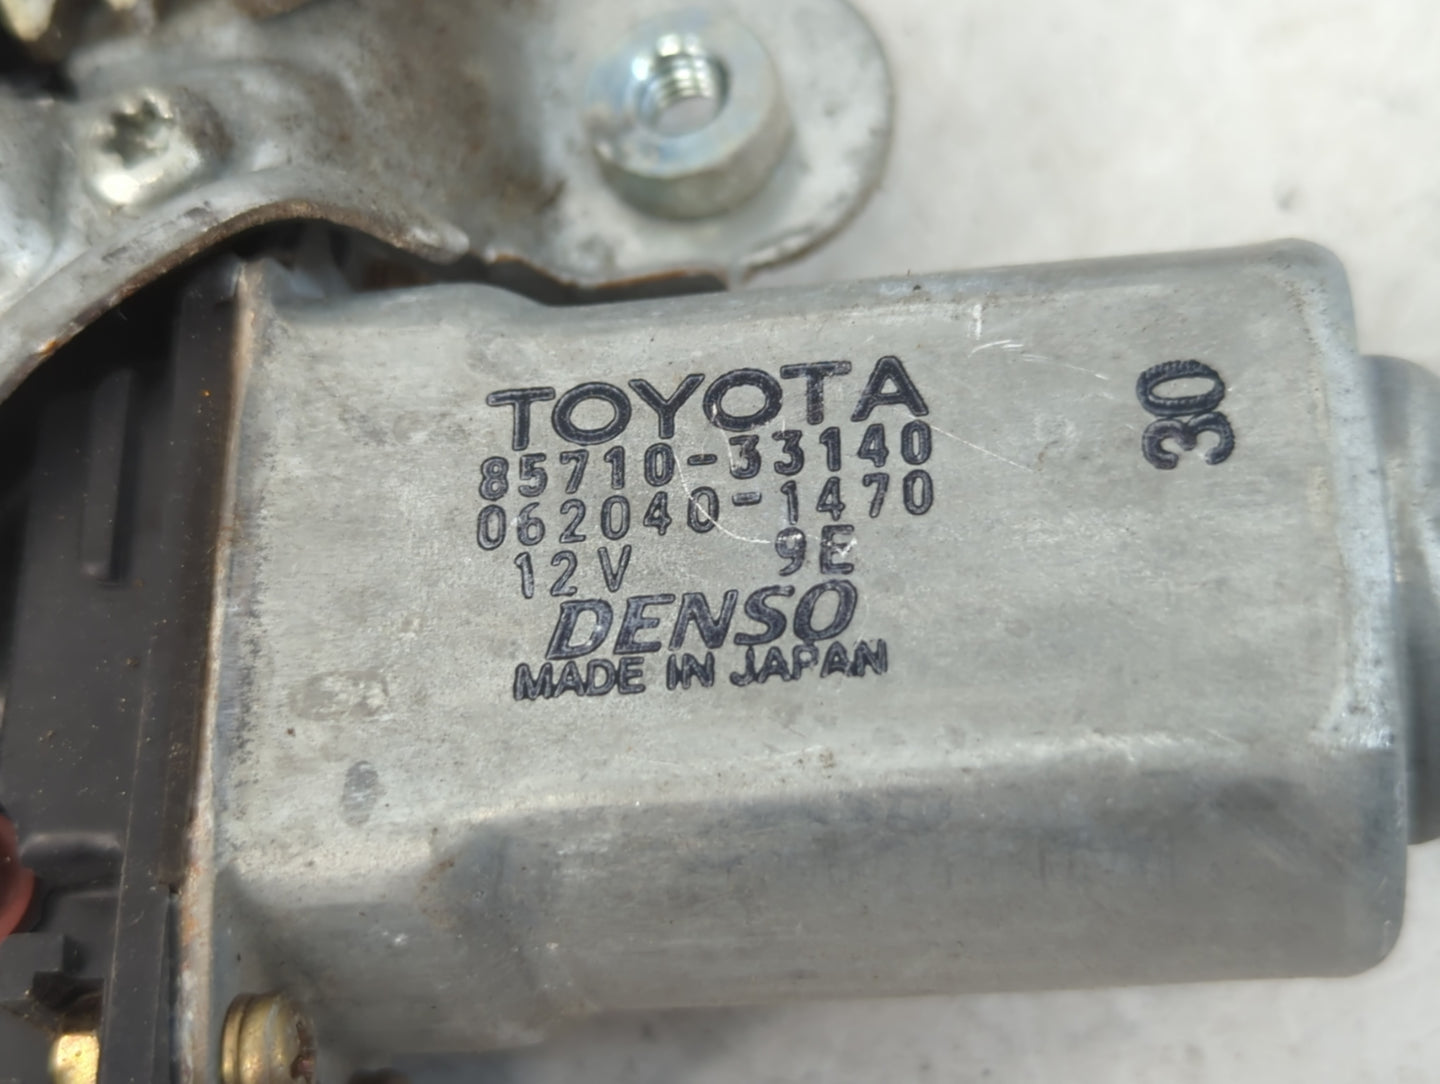 TOYOTA
85710-33140
062040-1470
12V 9E
DENSO
MADE IN JAPAN
30